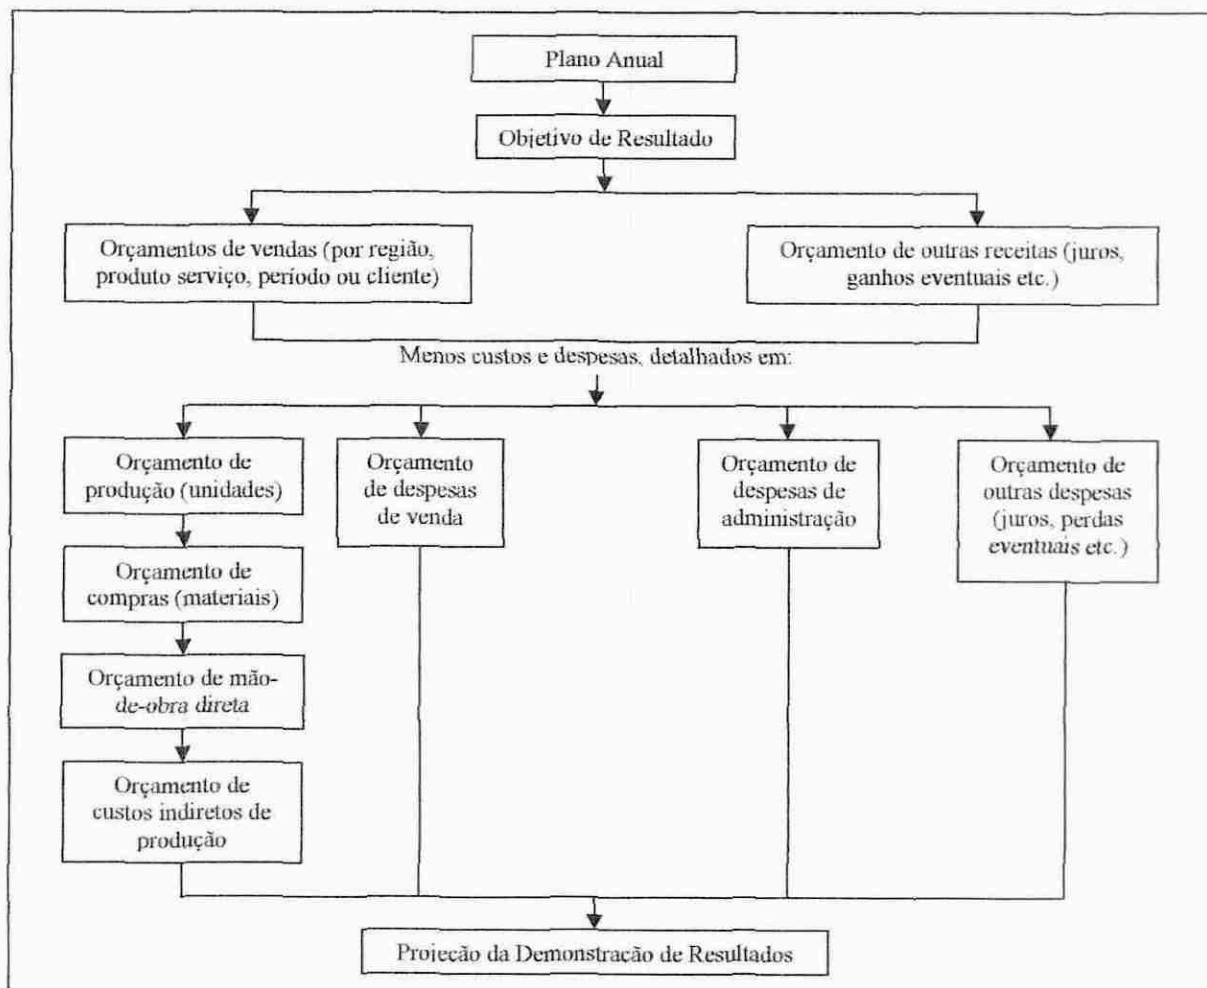 Plano Anual
Objetivo de Resultado
Orçamentos de vendas (por região,
produto serviço, período ou cliente)
Orçamento de outras receitas (juros,
ganhos eventuais etc.)
Menos custos e despesas, detalhados em:
Orçamento de
produção (unidades)
Orçamento
de despesas
de venda
Orçamento de
despesas de
administração
Orçamento de
outras despesas
(juros, perdas
eventuais etc.)
Orçamento de
compras (materiais)
Orçamento de mão-
de-obra direta
Orçamento de
custos indiretos de
produção
Projeção da Demonstração de Resultados